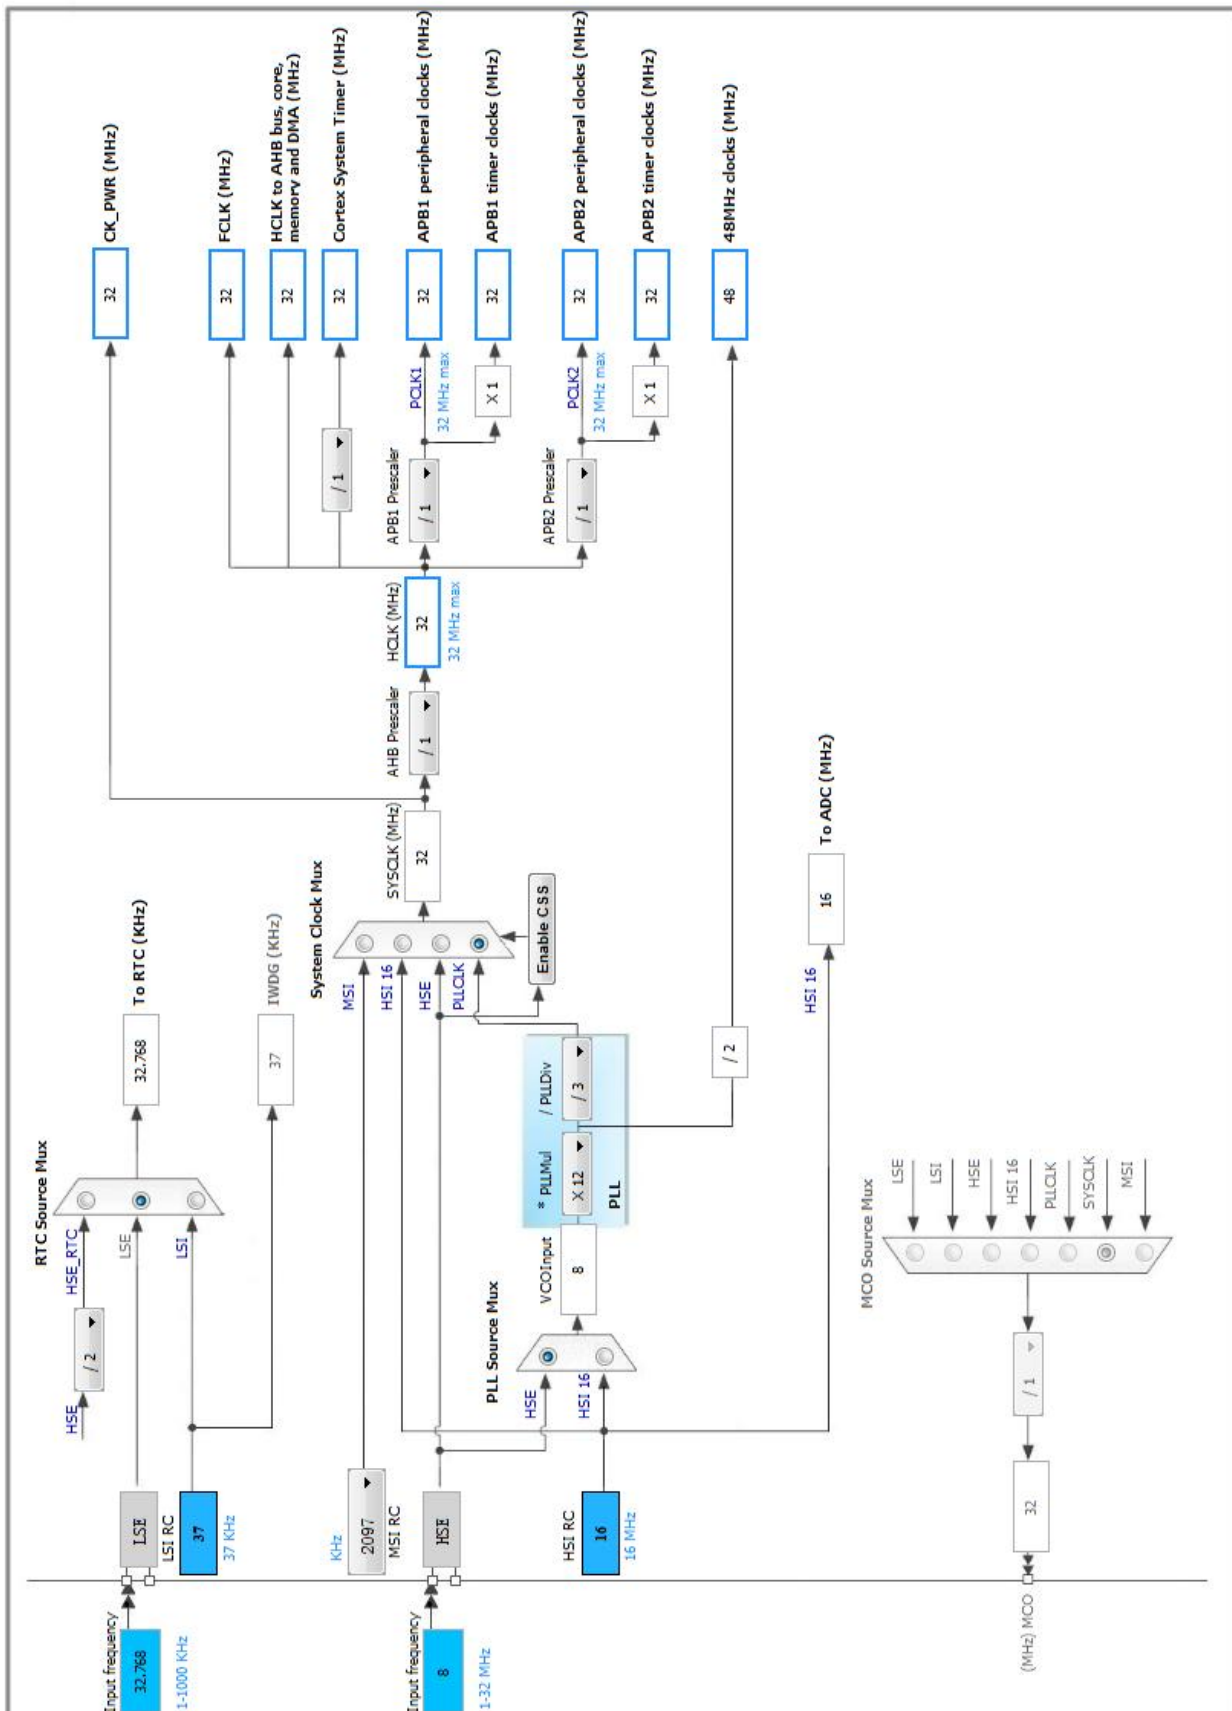 RTC Source Mux
HSE
/ 2
HSE_RTC
Input frequency
32.768
1-1000 KHz
LSE
LSE
LSI RC
37
37 KHz
LSI
32.768
To RTC (KHz)
37
IWDG (KHz)
System Clock Mux
KHz
2097
MSI RC
MSI
HSI 16
HSE
PLLCLK
Input frequency
8
1-32 MHz
HSE
Enable CSS
SYSCLK (MHz)
32
AHB Prescaler
/ 1
HCLK (MHz)
32
32 MHz max
32
CK_PWR (MHz)
32
FCLK (MHz)
32
HCLK to AHB bus, core,
memory and DMA (MHz)
/ 1
32
Cortex System Timer (MHz)
APB1 Prescaler
/ 1
PCLK1
32 MHz max
32
APB1 peripheral clocks (MHz)
X 1
32
APB1 timer clocks (MHz)
APB2 Prescaler
/ 1
PCLK2
32 MHz max
32
APB2 peripheral clocks (MHz)
X 1
32
APB2 timer clocks (MHz)
PLL Source Mux
HSE
HSI 16
HSI RC
16
16 MHz
VCOInput
8
* PLLMul
X 12
/ PLLDiv
/ 3
PLL
/ 2
48
48MHz clocks (MHz)
HSI 16
16
To ADC (MHz)
MCO Source Mux
LSE
LSI
HSE
HSI 16
PLLCLK
SYSCLK
MSI
/ 1
32
(MHz) MCO